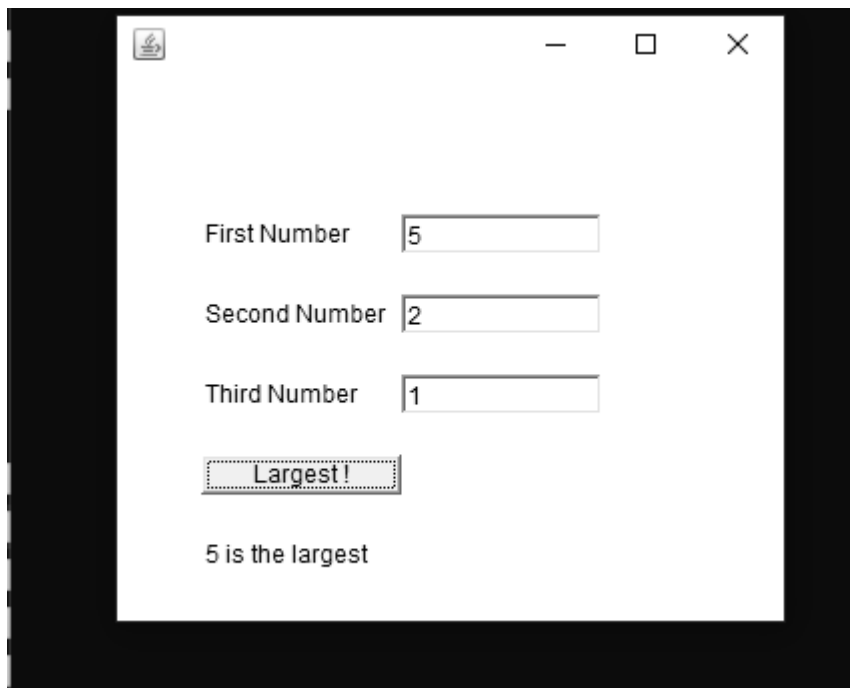 First Number 5
Second Number 2
Third Number 1
Largest !
5 is the largest